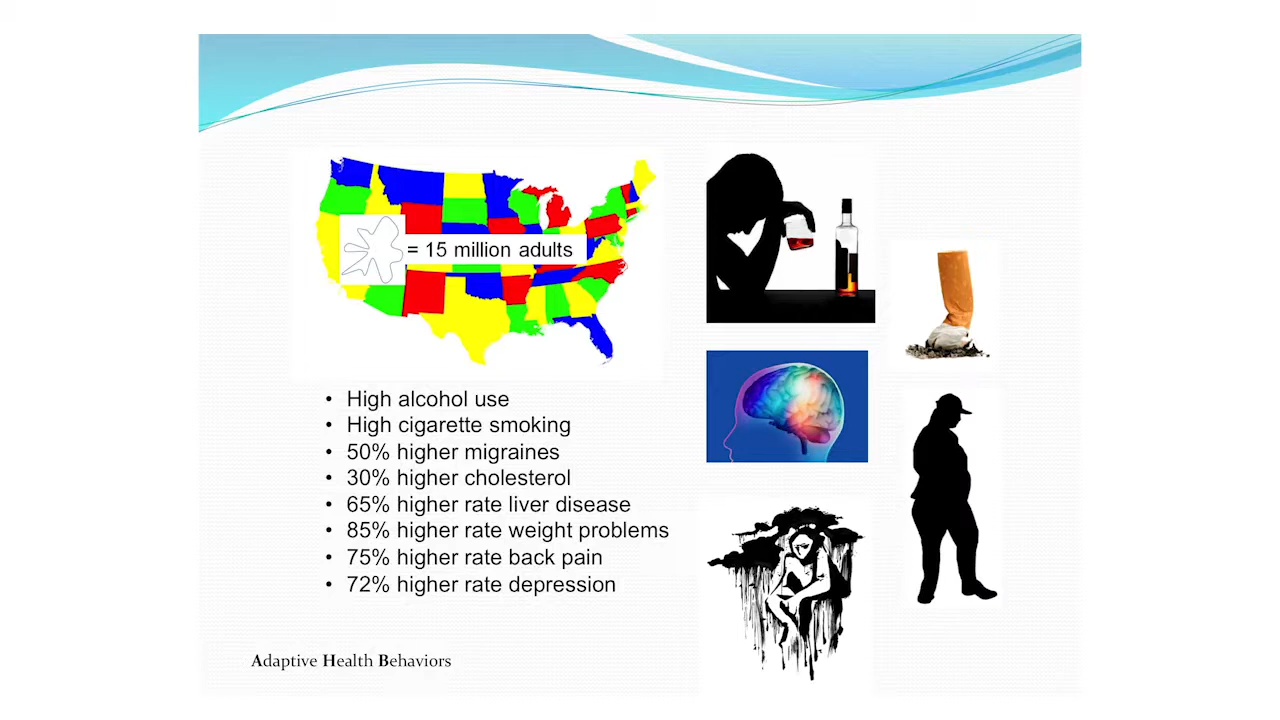 = 15 million adults
• High alcohol use
• High cigarette smoking
• 50% higher migraines
• 30% higher cholesterol
• 65% higher rate liver disease
• 85% higher rate weight problems
• 75% higher rate back pain
• 72% higher rate depression
Adaptive Health Behaviors